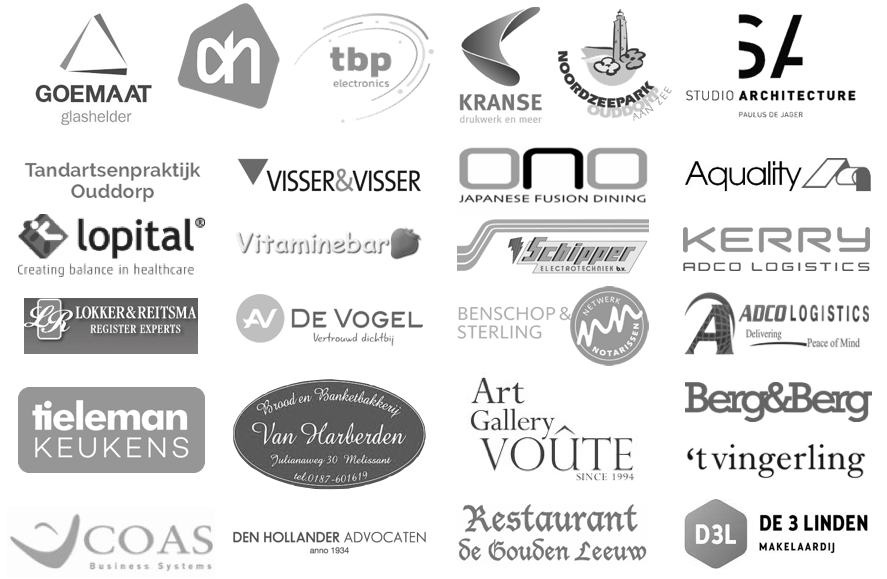 GOEMAAT
glashelder
ah
tbp
electronics
KRANSE
drukwerk en meer
NOORDZEEPARK
OUDDORP
AAN ZEE
SA
STUDIO ARCHITECTURE
PAULUS DE JAGER
Tandartsenpraktijk
Ouddorp
VISSER&VISSER
ono
JAPANESE FUSION DINING
Aquality
lopital®
Creating balance in healthcare
Vitaminebar
Schipper
ELECTROTECHNIEK b.v.
KERRY
ADCO LOGISTICS
LR
LOKKER&REITSMA
REGISTER EXPERTS
AV
DE VOGEL
Vertrouwd dichtbij
BENSCHOP &
STERLING
NETWERK
NOTARISSEN
ADCO LOGISTICS
Delivering
Peace of Mind
tieleman
KEUKENS
Brood en Banketbakkerij
Van Harberden
Julianaweg 30 Melissant
tel.0187-601619
Art
Gallery
VOÛTE
SINCE 1994
Berg&Berg
‘t vingerling
COAS
Business Systems
DEN HOLLANDER ADVOCATEN
anno 1934
Restaurant
de Gouden Leeuw
D3L
DE 3 LINDEN
MAKELAARDIJ